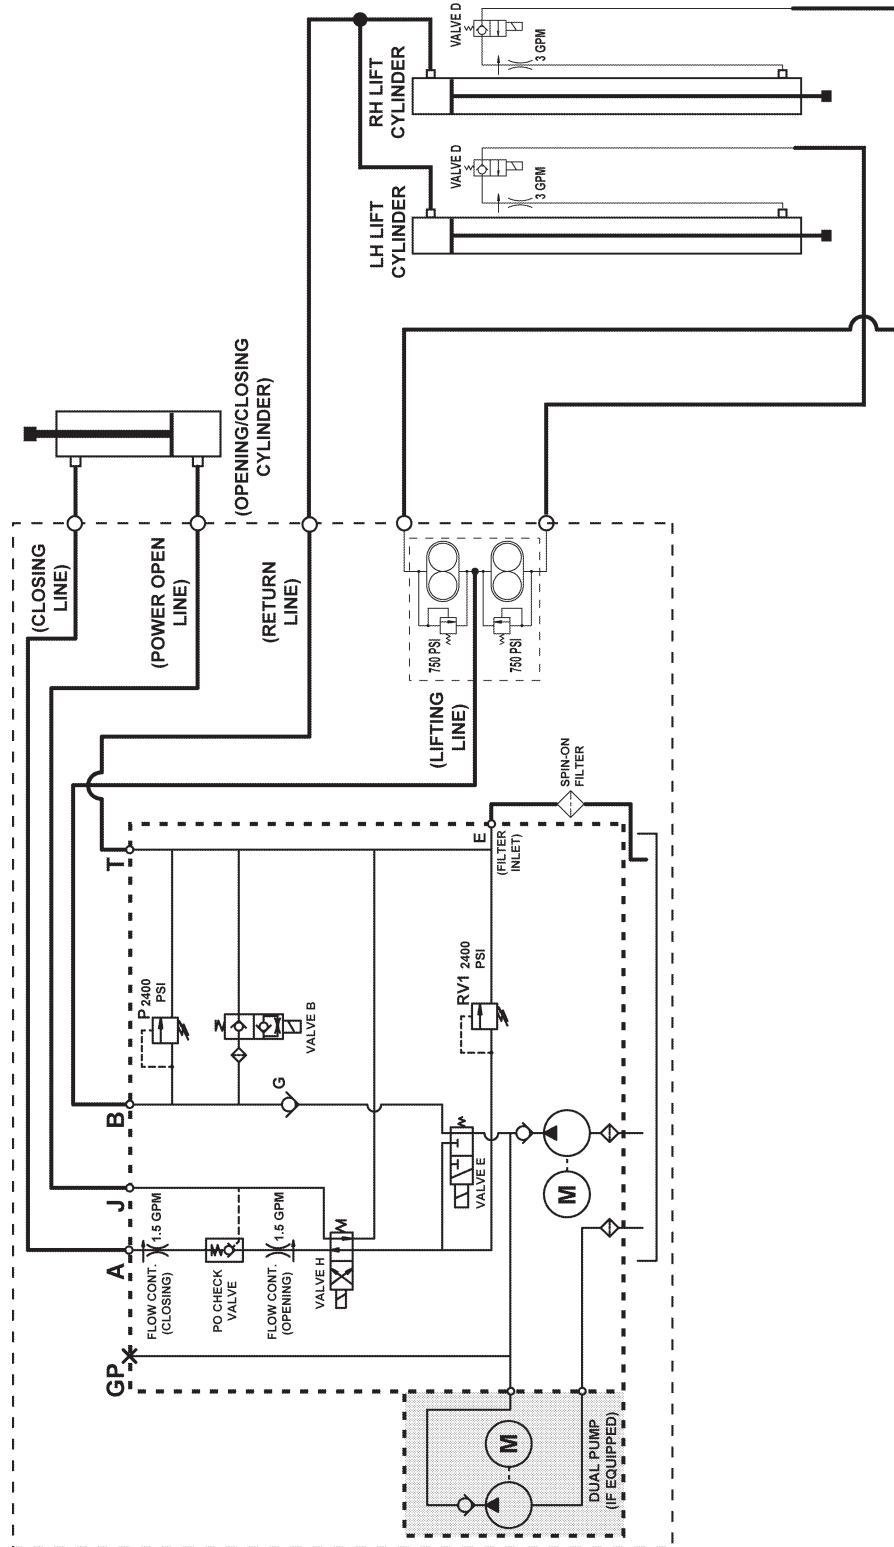 VALVE D
3 GPM
RH LIFT
CYLINDER
VALVE D
3 GPM
LH LIFT
CYLINDER
(OPENING/CLOSING
CYLINDER)
(CLOSING
LINE)
(POWER OPEN
LINE)
(RETURN
LINE)
750 PSI
750 PSI
(LIFTING
LINE)
SPIN-ON
FILTER
T
E
(FILTER
INLET)
P 2400
PSI
RV1 2400
PSI
VALVE B
B
G
J
VALVE E
M
A
1.5 GPM
FLOW CONT.
(CLOSING)
PO CHECK
VALVE
1.5 GPM
FLOW CONT.
(OPENING)
VALVE H
GP
M
DUAL PUMP
(IF EQUIPPED)